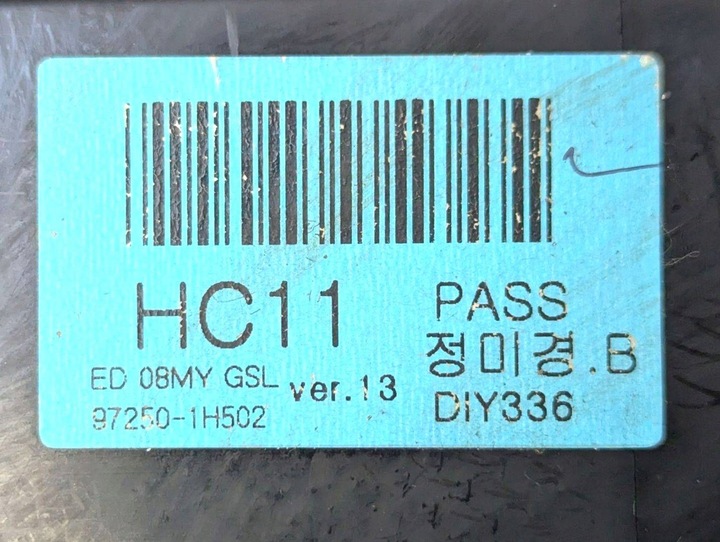 HC11
ED 08MY GSL ver.13
97250-1H502
PASS
정미경.B
DIY336